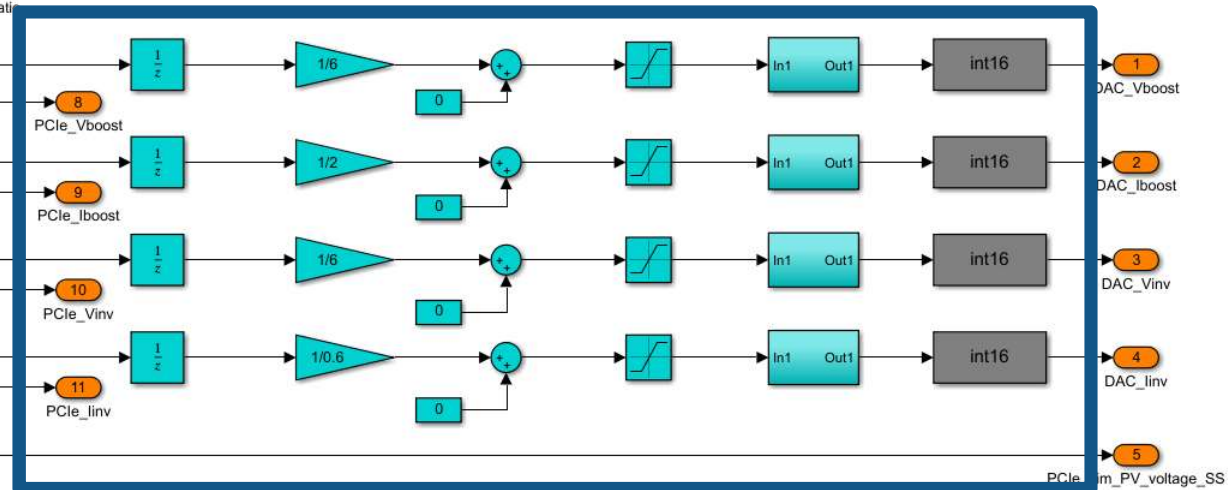 1/z 1/6 0 In1 Out1 int16 1
DAC_Vboost
8
PCIe_Vboost
1/z 1/2 0 In1 Out1 int16 2
DAC_Iboost
9
PCIe_Iboost
1/z 1/6 0 In1 Out1 int16 3
DAC_Vinv
10
PCIe_Vinv
1/z 1/0.6 0 In1 Out1 int16 4
DAC_Iinv
11
PCIe_Iinv
5